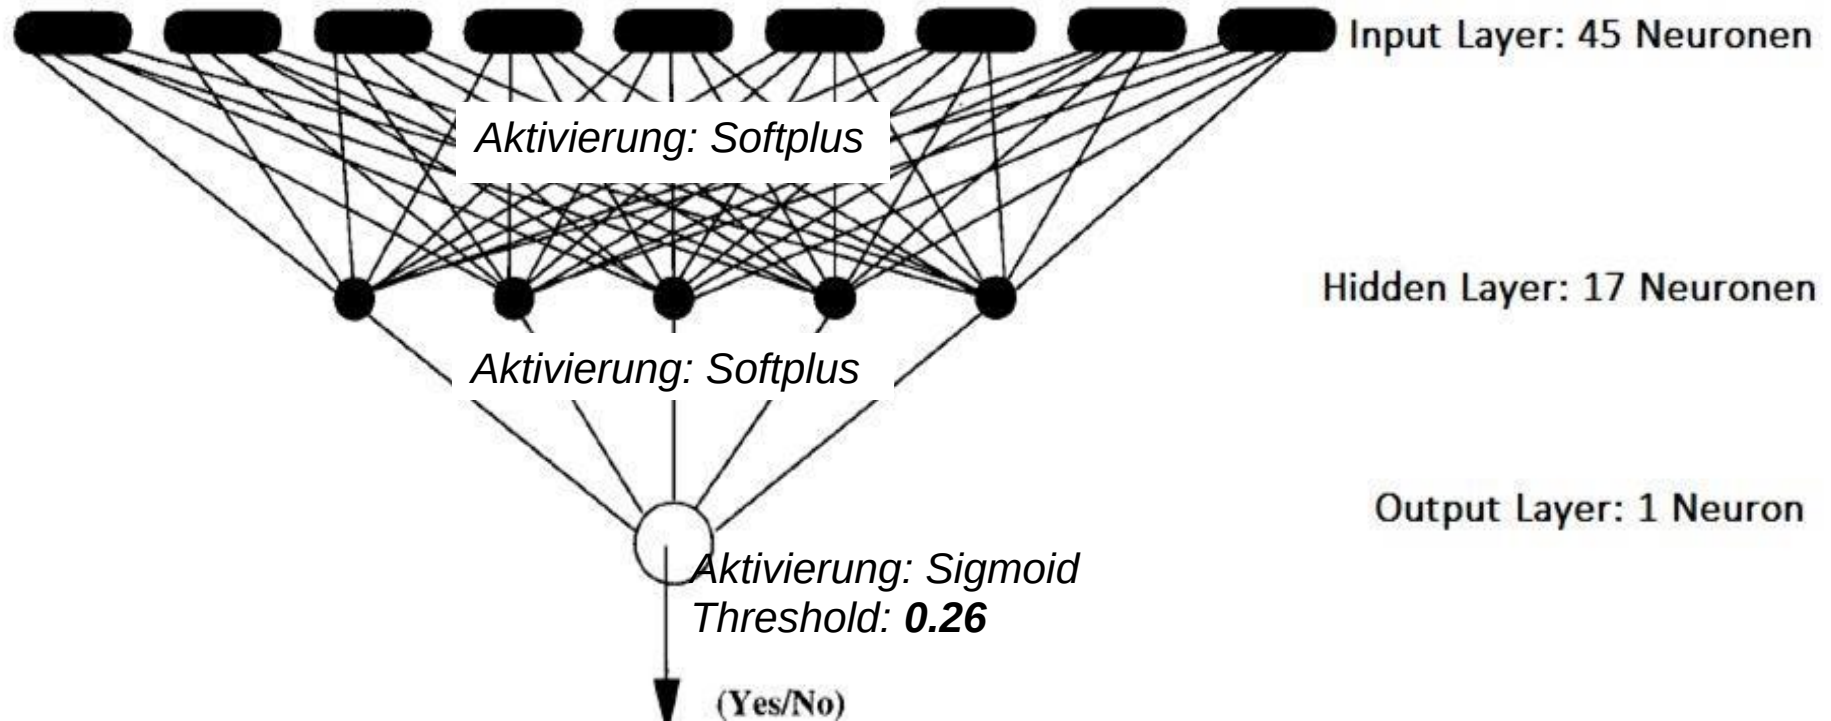 Input Layer: 45 Neuronen
Aktivierung: Softplus
Hidden Layer: 17 Neuronen
Aktivierung: Softplus
Output Layer: 1 Neuron
Aktivierung: Sigmoid
Threshold: 0.26
(Yes/No)